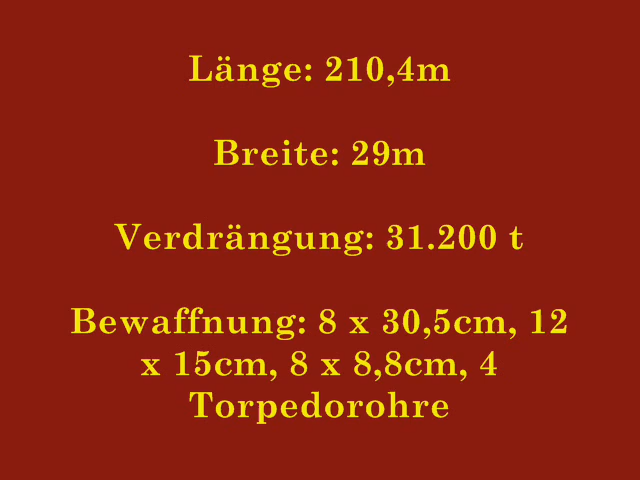 Länge: 210,4m
Breite: 29m
Verdrängung: 31.200 t
Bewaffnung: 8 x 30,5cm, 12
x 15cm, 8 x 8,8cm, 4
Torpedorohre